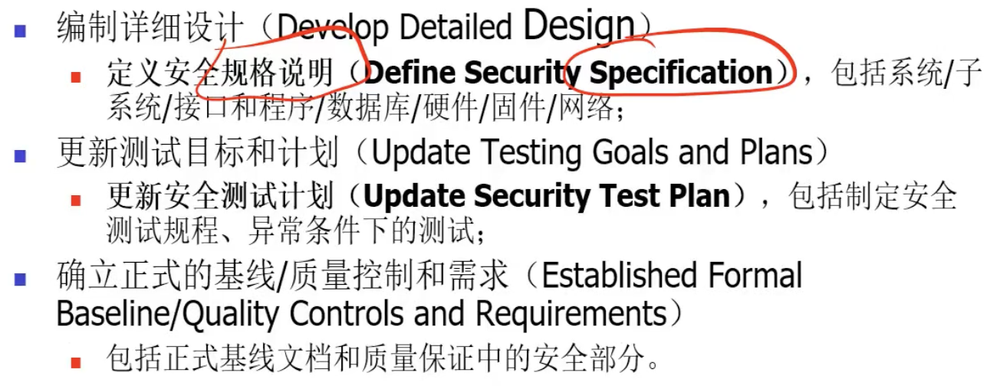 编制详细设计（Develop Detailed Design）
定义安全规格说明（Define Security Specification），包括系统/子
系统/接口和程序/数据库/硬件/固件/网络；
更新测试目标和计划（Update Testing Goals and Plans）
更新安全测试计划（Update Security Test Plan），包括制定安全
测试规程、异常条件下的测试；
确立正式的基线/质量控制和需求（Established Formal
Baseline/Quality Controls and Requirements）
包括正式基线文档和质量保证中的安全部分。